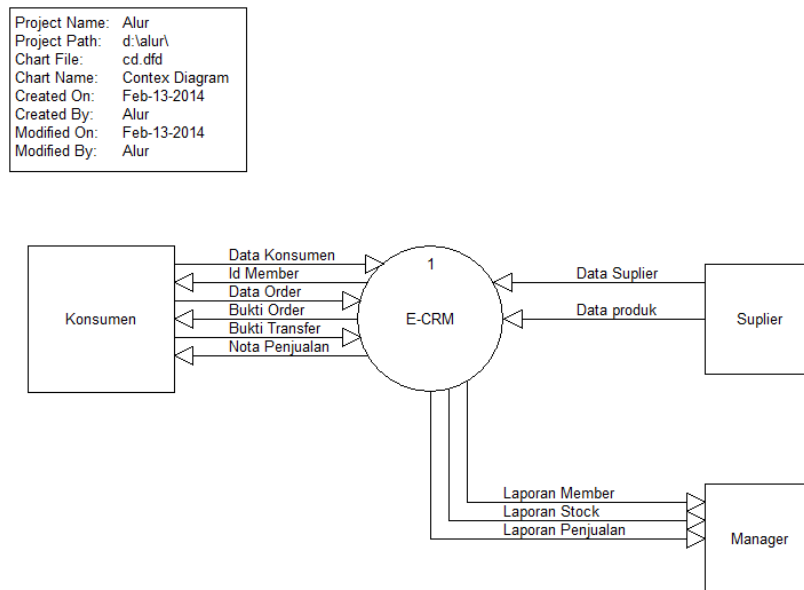 Project Name: Alur
Project Path: d:\alur\
Chart File: cd.dfd
Chart Name: Contex Diagram
Created On: Feb-13-2014
Created By: Alur
Modified On: Feb-13-2014
Modified By: Alur
Konsumen
Data Konsumen
Id Member
Data Order
Bukti Order
Bukti Transfer
Nota Penjualan
1
E-CRM
Data Suplier
Data produk
Suplier
Laporan Member
Laporan Stock
Laporan Penjualan
Manager